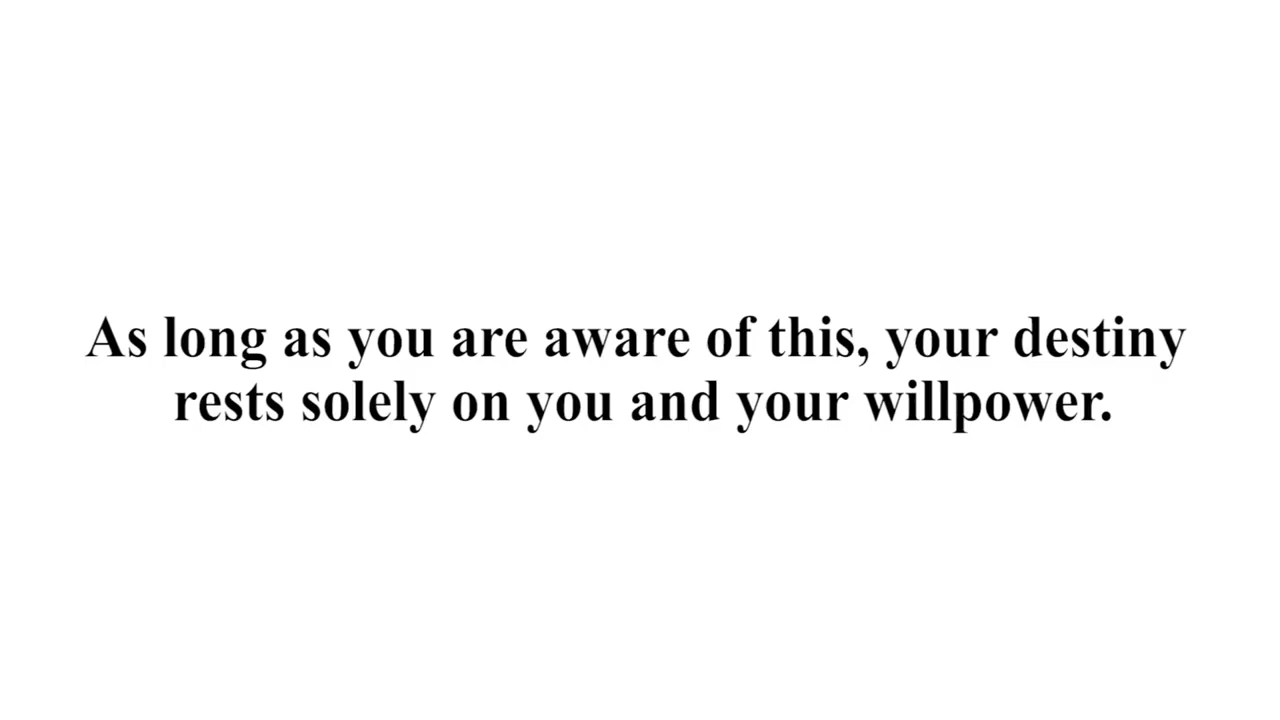 As long as you are aware of this, your destiny
rests solely on you and your willpower.